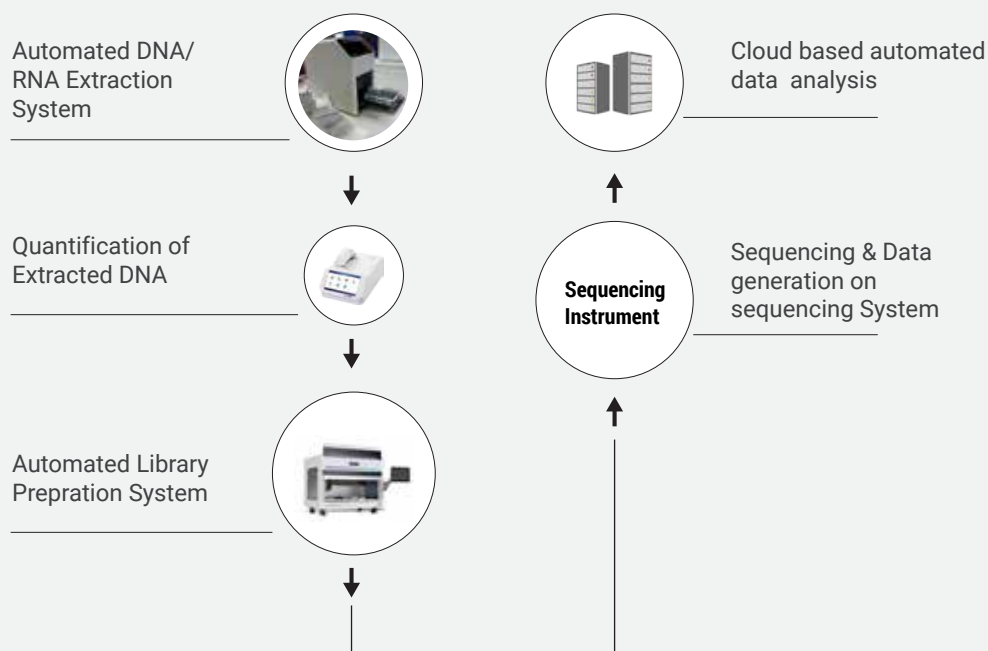 Automated DNA/
RNA Extraction
System
Quantification of
Extracted DNA
Automated Library
Prepration System
Cloud based automated
data analysis
Sequencing
Instrument
Sequencing & Data
generation on
sequencing System